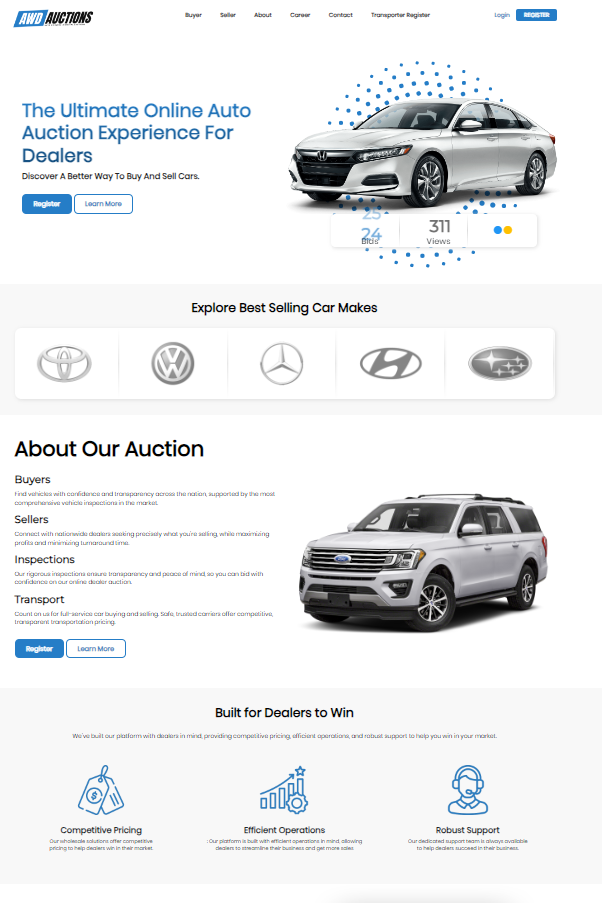 AWD AUCTIONS
Buyer Seller About Career Contact Transporter Register Login REGISTER
The Ultimate Online Auto
Auction Experience For
Dealers
Discover A Better Way To Buy And Sell Cars.
Register Learn More
25
24 311
Bids Views
Explore Best Selling Car Makes
About Our Auction
Buyers
Find vehicles with confidence and transparency across the nation, supported by the most
comprehensive vehicle inspections in the market.
Sellers
Connect with nationwide dealers seeking precisely what you're selling, while maximizing
profits and minimizing turnaround time.
Inspections
Our rigorous inspections ensure transparency and peace of mind, so you can bid with
confidence on our online dealer auction.
Transport
Count on us for full-service car buying and selling. Safe, trusted carriers offer competitive,
transparent transportation pricing.
Register Learn More
Built for Dealers to Win
We've built our platform with dealers in mind, providing competitive pricing, efficient operations, and robust support to help you win in your market.
Competitive Pricing
Our wholesale solutions offer competitive
pricing to help dealers win in their market.
Efficient Operations
: Our platform is built with efficient operations in mind, allowing
dealers to streamline their business and get more sales
Robust Support
Our dedicated support team is always available
to help dealers succeed in their business.